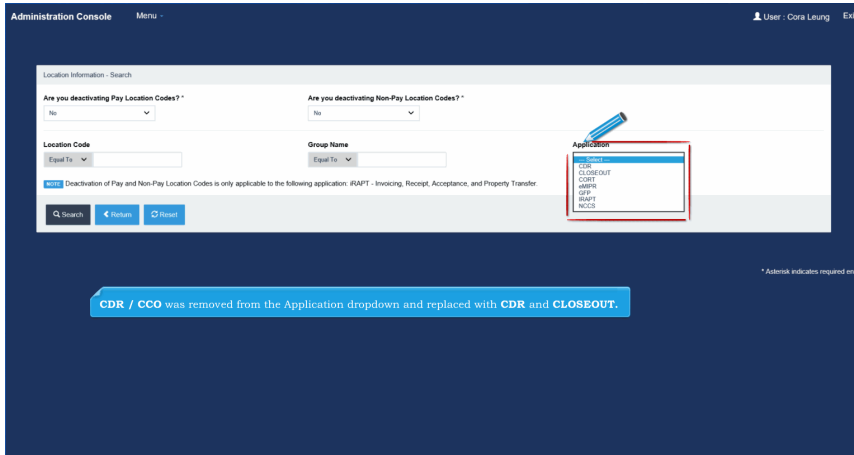 Administration Console Menu
User : Cora Leung Exi
Location Information - Search
Are you deactivating Pay Location Codes? * Are you deactivating Non-Pay Location Codes? *
No No
Location Code Group Name Application
Equal To Equal To --- Select ---
CDR
CLOSEOUT
CORT
eMIPR
GFP
IRAPT
NCCS
NOTE Deactivation of Pay and Non-Pay Location Codes is only applicable to the following application: iRAPT - Invoicing, Receipt, Acceptance, and Property Transfer.
Search Return Reset
* Asterisk indicates required en
CDR / CCO was removed from the Application dropdown and replaced with CDR and CLOSEOUT.